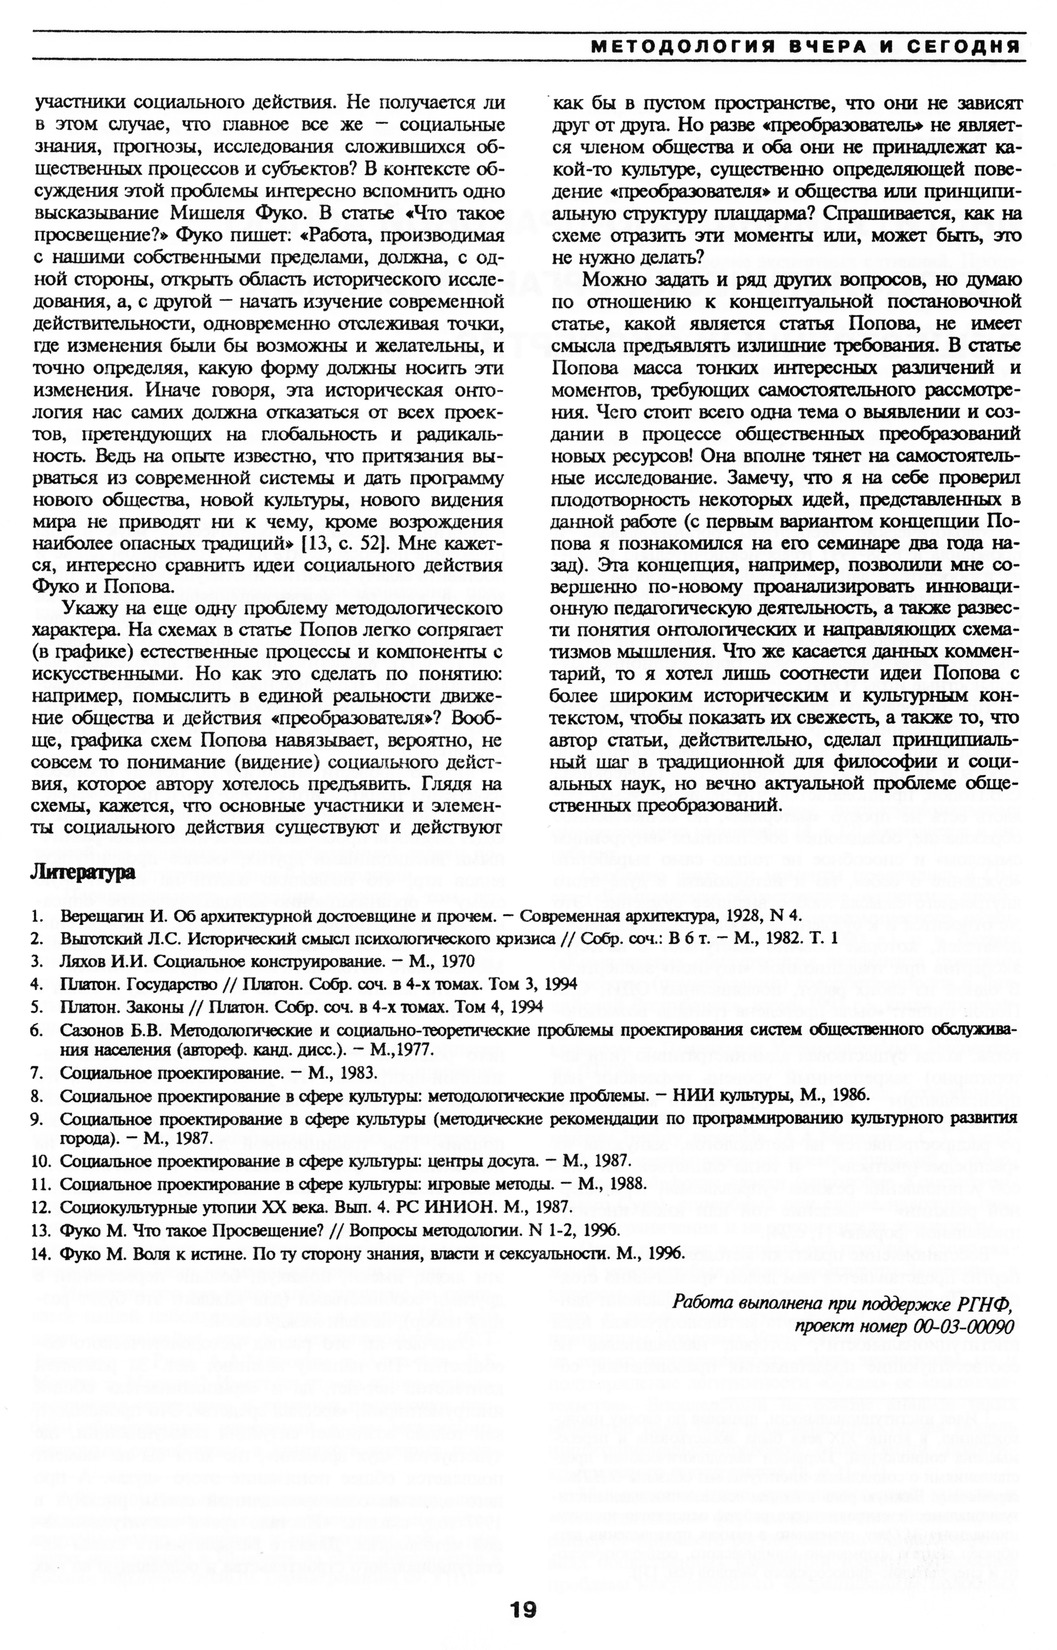 МЕТОДОЛОГИЯ ВЧЕРА И СЕГОДНЯ
участники социального действия. Не получается ли
в этом случае, что главное все же — социальные
знания, прогнозы, исследования сложившихся об-
щественных процессов и субъектов? В контексте об-
суждения этой проблемы интересно вспомнить одно
высказывание Мишеля Фуко. В статье «Что такое
просвещение?» Фуко пишет: «Работа, производимая
с нашими собственными пределами, должна, с од-
ной стороны, открыть область исторического иссле-
дования, а, с другой — начать изучение современной
действительности, одновременно отслеживая точки,
где изменения были бы возможны и желательны, и
точно определяя, какую форму должны носить эти
изменения. Иначе говоря, эта историческая онто-
логия нас самих должна отказаться от всех проек-
тов, претендующих на глобальность и радикаль-
ность. Ведь на опыте известно, что притязания вы-
рваться из современной системы и дать программу
нового общества, новой культуры, нового видения
мира не приводят ни к чему, кроме возрождения
наиболее опасных традиций» [13, с. 52]. Мне кажет-
ся, интересно сравнить идеи социального действия
Фуко и Попова.
Укажу на еще одну проблему методологического
характера. На схемах в статье Попов легко сопрягает
(в графике) естественные процессы и компоненты с
искусственными. Но как это сделать по понятию:
например, помыслить в единой реальности движе-
ние общества и действия «преобразователя»? Вооб-
ще, графика схем Попова навязывает, вероятно, не
совсем то понимание (видение) социального дейст-
вия, которое автору хотелось предъявить. Глядя на
схемы, кажется, что основные участники и элемен-
ты социального действия существуют и действуют
как бы в пустом пространстве, что они не зависят
друг от друга. Но разве «преобразователь» не являет-
ся членом общества и оба они не принадлежат ка-
кой-то культуре, существенно определяющей пове-
дение «преобразователя» и общества или принципи-
альную структуру плацдарма? Спрашивается, как на
схеме отразить эти моменты или, может быть, это
не нужно делать?
Можно задать и ряд других вопросов, но думаю
по отношению к концептуальной постановочной
статье, какой является статья Попова, не имеет
смысла предъявлять излишние требования. В статье
Попова масса тонких интересных различений и
моментов, требующих самостоятельного рассмотре-
ния. Чего стоит всего одна тема о выявлении и соз-
дании в процессе общественных преобразований
новых ресурсов! Она вполне тянет на самостоятель-
ные исследование. Замечу, что я на себе проверил
плодотворность некоторых идей, представленных в
данной работе (с первым вариантом концепции По-
пова я познакомился на его семинаре два года на-
зад). Эта концепция, например, позволили мне со-
вершенно по-новому проанализировать инноваци-
онную педагогическую деятельность, а также развес-
ти понятия онтологических и направляющих схема-
тизмов мышления. Что же касается данных коммен-
тарий, то я хотел лишь соотнести идеи Попова с
более широким историческим и культурным кон-
текстом, чтобы показать их свежесть, а также то, что
автор статьи, действительно, сделал принципиаль-
ный шаг в традиционной для философии и соци-
альных наук, но вечно актуальной проблеме обще-
ственных преобразований.
Литература
1. Верещагин И. Об архитектурной достоевщине и прочем. — Современная архитектура, 1928, N 4.
2. Выготский Л.С. Исторический смысл психологического кризиса // Собр. соч.: В 6 т. — М., 1982. Т. 1
3. Ляхов И.И. Социальное конструирование. — М., 1970
4. Платон. Государство // Платон. Собр. соч. в 4-х томах. Том 3, 1994
5. Платон. Законы // Платон. Собр. соч. в 4-х томах. Том 4, 1994
6. Сазонов Б.В. Методологические и социально-теоретические проблемы проектирования систем общественного обслужива-
ния населения (автореф. канд. дисс.). — М.,1977.
7. Социальное проектирование. — М., 1983.
8. Социальное проектирование в сфере культуры: методологические проблемы. — НИИ культуры, М., 1986.
9. Социальное проектирование в сфере культуры (методические рекомендации по программированию культурного развития
города). — М., 1987.
10. Социальное проектирование в сфере культуры: центры досуга. — М., 1987.
11. Социальное проектирование в сфере культуры: игровые методы. — М., 1988.
12. Социокультурные утопии XX века. Вып. 4. РС ИНИОН. М., 1987.
13. Фуко М. Что такое Просвещение? // Вопросы методологии. N 1-2, 1996.
14. Фуко М. Воля к истине. По ту сторону знания, власти и сексуальности. М., 1996.
Работа выполнена при поддержке РГНФ,
проект номер 00-03-00090
19